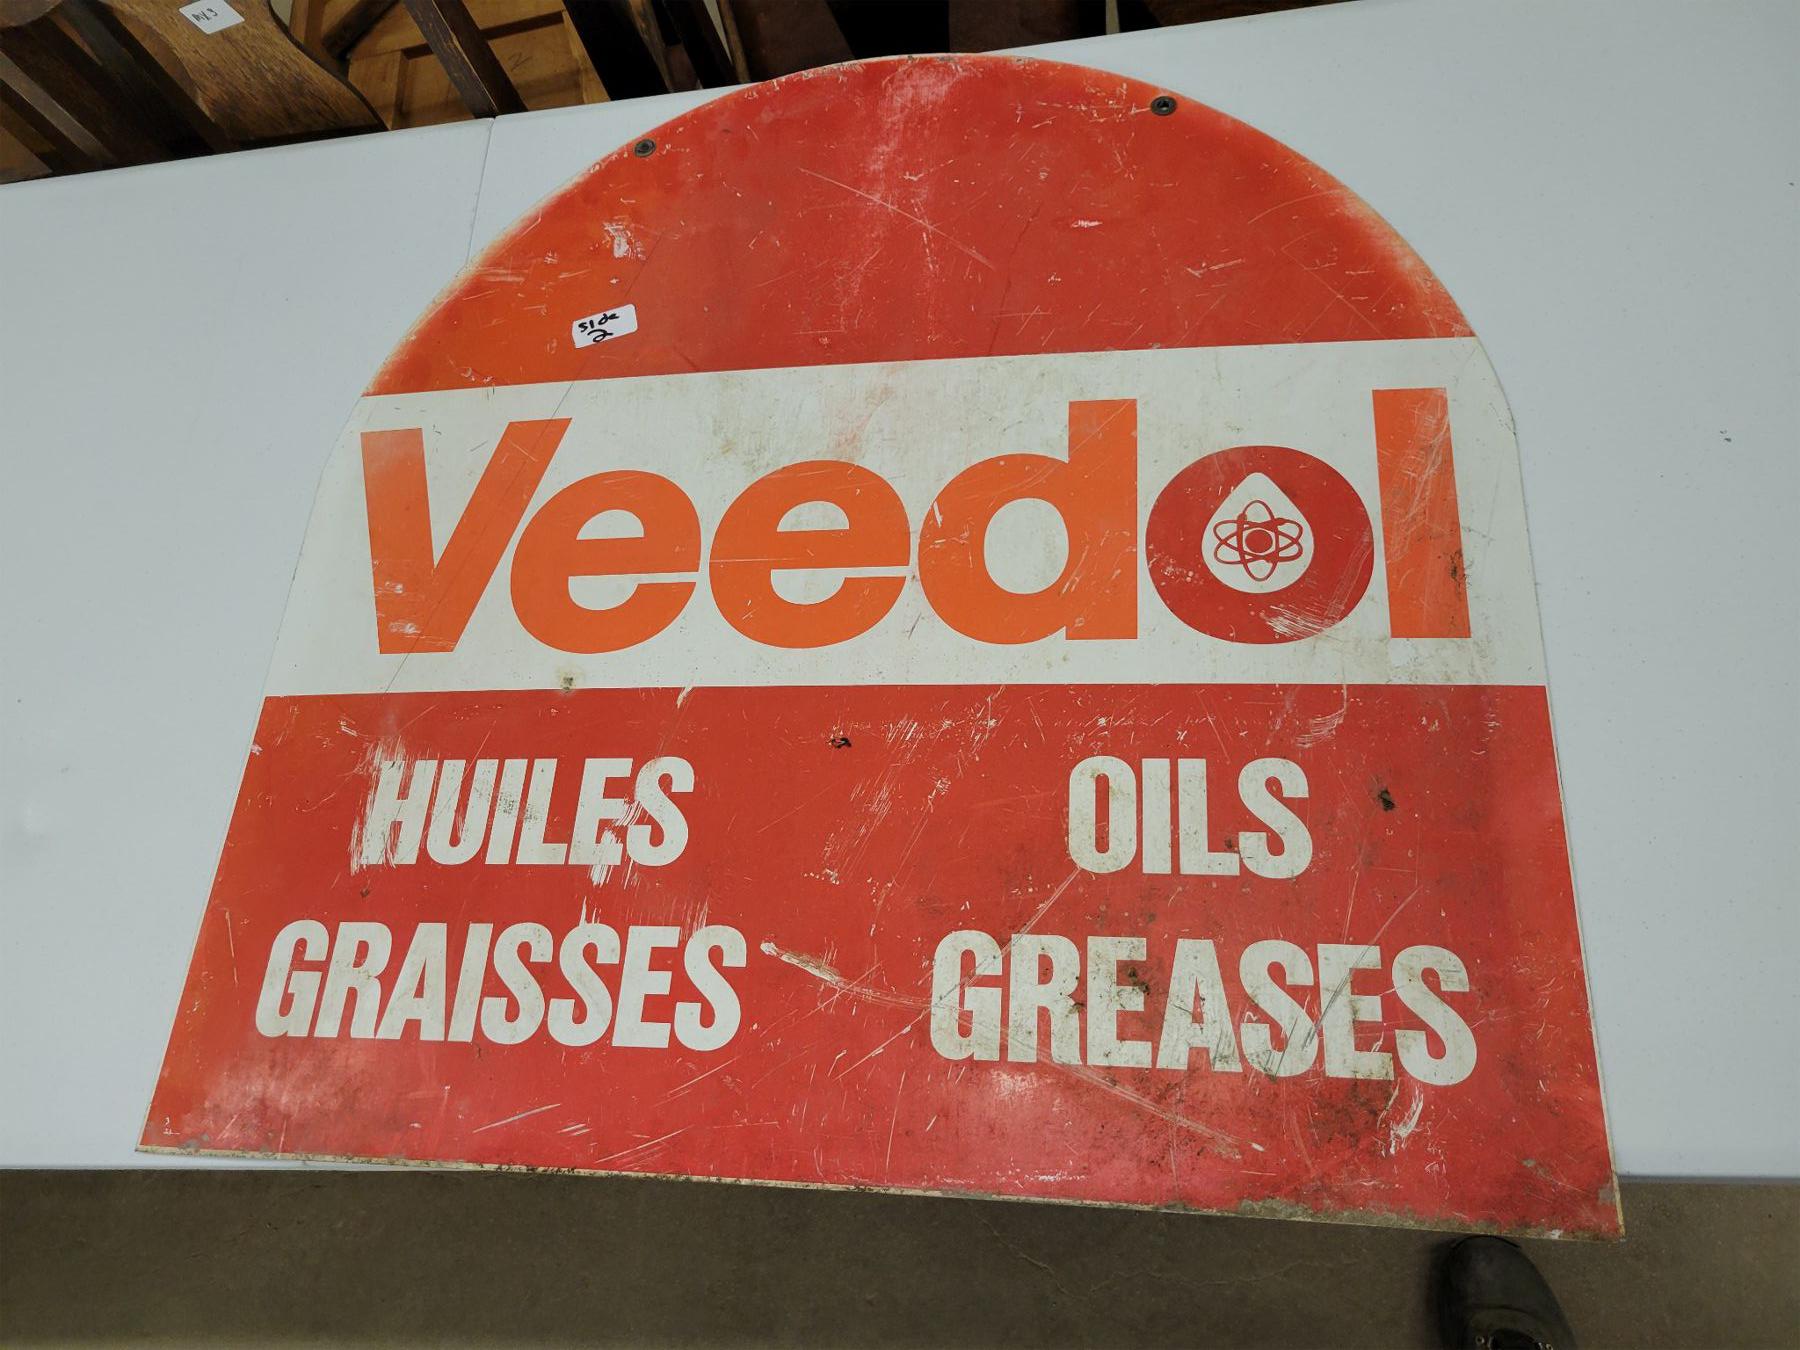 side
2
Veedol
HUILES OILS
GRAISSES GREASES